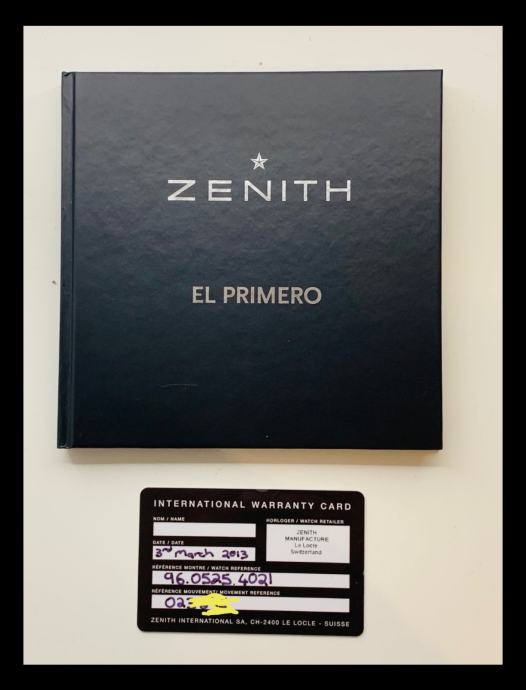 ZENITH
EL PRIMERO
INTERNATIONAL WARRANTY CARD
NOM / NAME
HORLOGER / WATCH RETAILER
ZENITH
MANUFACTURE
Le Locle
Switzerland
DATE / DATE
3rd March 2013
RÉFÉRENCE MONTRE / WATCH REFERENCE
96.0525.4021
RÉFÉRENCE MOUVEMENT/ MOVEMENT REFERENCE
ZENITH INTERNATIONAL SA, CH-2400 LE LOCLE - SUISSE